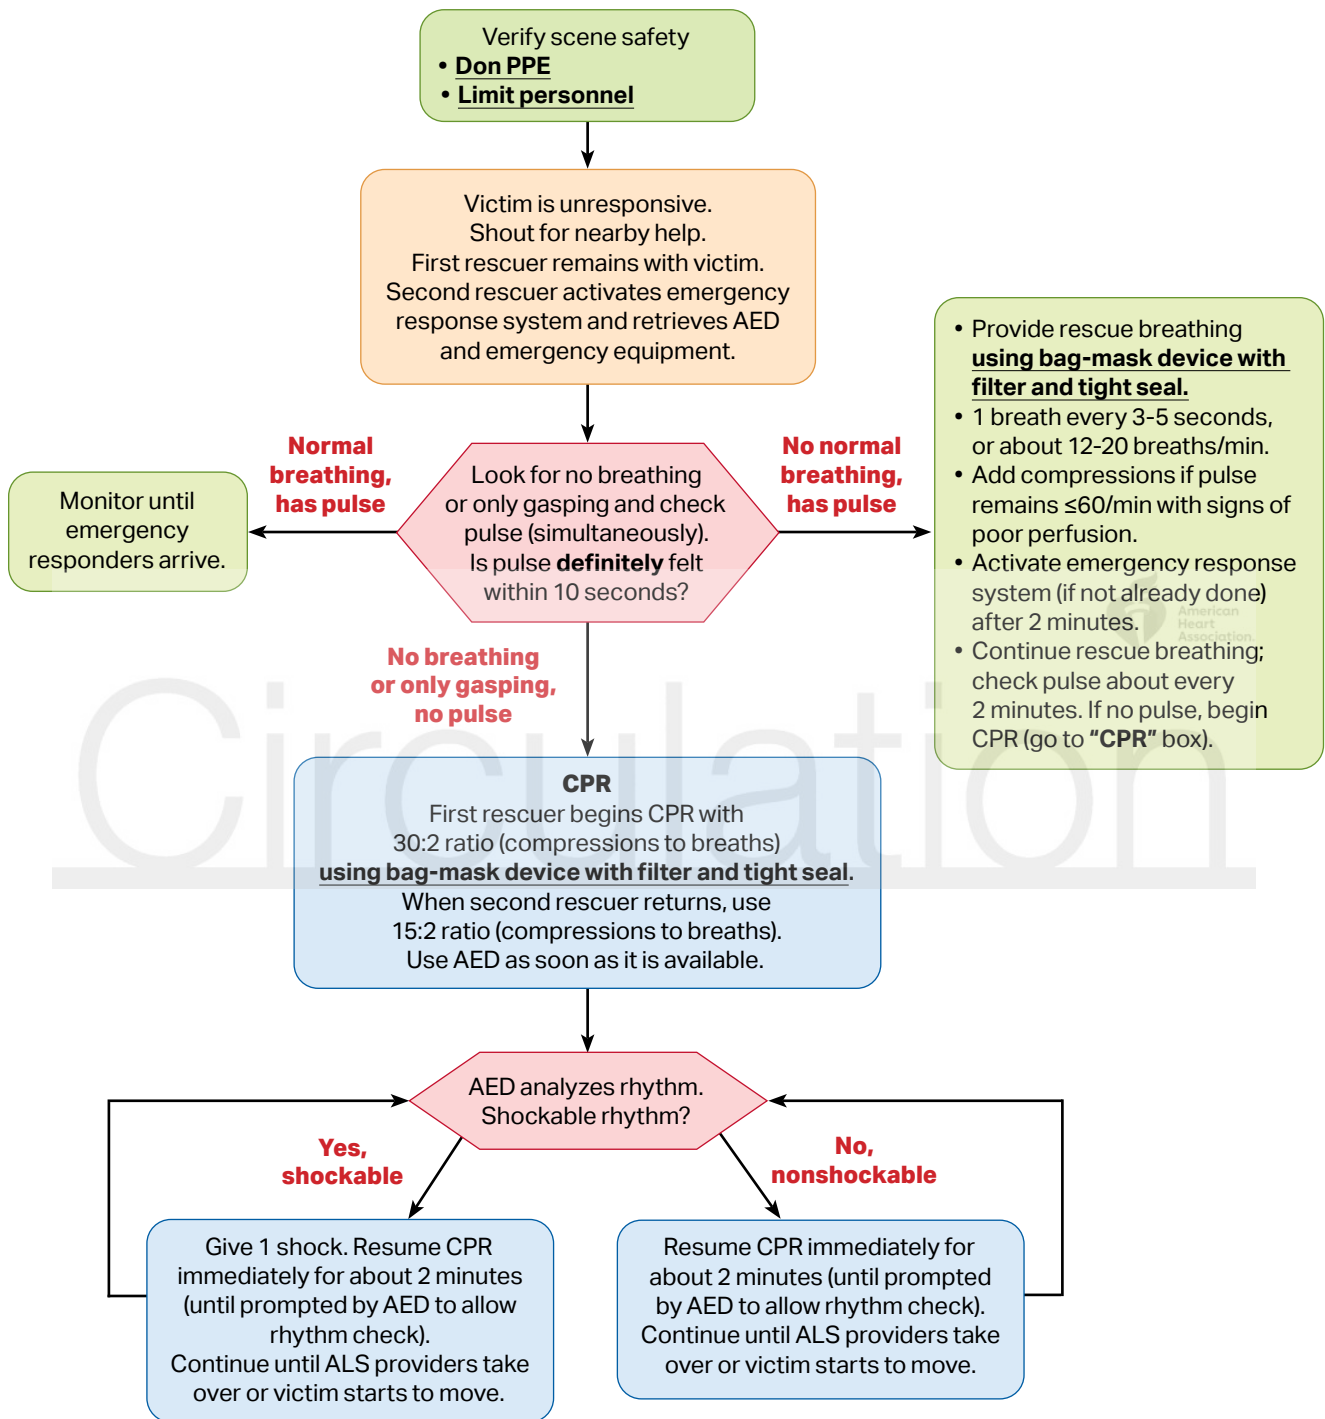 Verify scene safety
• Don PPE
• Limit personnel
Victim is unresponsive.
Shout for nearby help.
First rescuer remains with victim.
Second rescuer activates emergency
response system and retrieves AED
and emergency equipment.
Normal
breathing,
has pulse
Monitor until
emergency
responders arrive.
Look for no breathing
or only gasping and check
pulse (simultaneously).
Is pulse definitely felt
within 10 seconds?
No normal
breathing,
has pulse
• Provide rescue breathing
using bag-mask device with
filter and tight seal.
• 1 breath every 3-5 seconds,
or about 12-20 breaths/min.
• Add compressions if pulse
remains ≤60/min with signs of
poor perfusion.
• Activate emergency response
system (if not already done)
after 2 minutes.
• Continue rescue breathing;
check pulse about every
2 minutes. If no pulse, begin
CPR (go to "CPR" box).
American
Heart
Association.
Circulation
No breathing
or only gasping,
no pulse
CPR
First rescuer begins CPR with
30:2 ratio (compressions to breaths)
using bag-mask device with filter and tight seal.
When second rescuer returns, use
15:2 ratio (compressions to breaths).
Use AED as soon as it is available.
AED analyzes rhythm.
Shockable rhythm?
Yes,
shockable
No,
nonshockable
Give 1 shock. Resume CPR
immediately for about 2 minutes
(until prompted by AED to allow
rhythm check).
Continue until ALS providers take
over or victim starts to move.
Resume CPR immediately for
about 2 minutes (until prompted
by AED to allow rhythm check).
Continue until ALS providers take
over or victim starts to move.